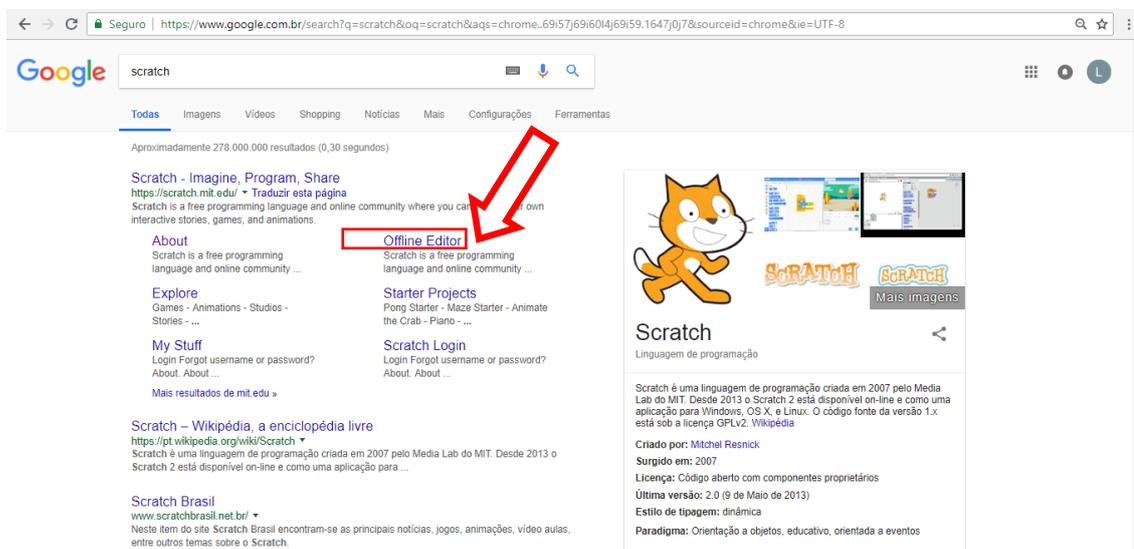 Seguro | https://www.google.com.br/search?q=scratch&oq=scratch&aqs=chrome..69i57j69i60l4j69i59.1647j0j7&sourceid=chrome&ie=UTF-8
Google
scratch
L
Todas Imagens Vídeos Shopping Notícias Mais Configurações Ferramentas
Aproximadamente 278.000.000 resultados (0,30 segundos)
Scratch - Imagine, Program, Share
https://scratch.mit.edu/ Traduzir esta página
Scratch is a free programming language and online community where you can own
interactive stories, games, and animations.
About
Scratch is a free programming
language and online community ...
Offline Editor
Scratch is a free programming
language and online community ...
Explore
Games - Animations - Studios -
Stories - ...
Starter Projects
Pong Starter - Maze Starter - Animate
the Crab - Piano - ...
My Stuff
Login Forgot username or password?
About. About ...
Scratch Login
Login Forgot username or password?
About. About ...
Mais resultados de mit.edu »
Scratch – Wikipédia, a enciclopédia livre
https://pt.wikipedia.org/wiki/Scratch
Scratch é uma linguagem de programação criada em 2007 pelo Media Lab do MIT. Desde 2013 o
Scratch 2 está disponível on-line e como uma aplicação para ...
Scratch Brasil
www.scratchbrasil.net.br/
Neste item do site Scratch Brasil encontram-se as principais notícias, jogos, animações, vídeo aulas,
entre outros temas sobre o Scratch.
SCRATCH
SCRATCH
Mais imagens
Scratch
Linguagem de programação
Scratch é uma linguagem de programação criada em 2007 pelo Media
Lab do MIT. Desde 2013 o Scratch 2 está disponível on-line e como uma
aplicação para Windows, OS X, e Linux. O código fonte da versão 1.x
está sob a licença GPLv2. Wikipédia
Criado por: Mitchel Resnick
Surgido em: 2007
Licença: Código aberto com componentes proprietários
Última versão: 2.0 (9 de Maio de 2013)
Estilo de tipagem: dinâmica
Paradigma: Orientação a objetos, educativo, orientada a eventos